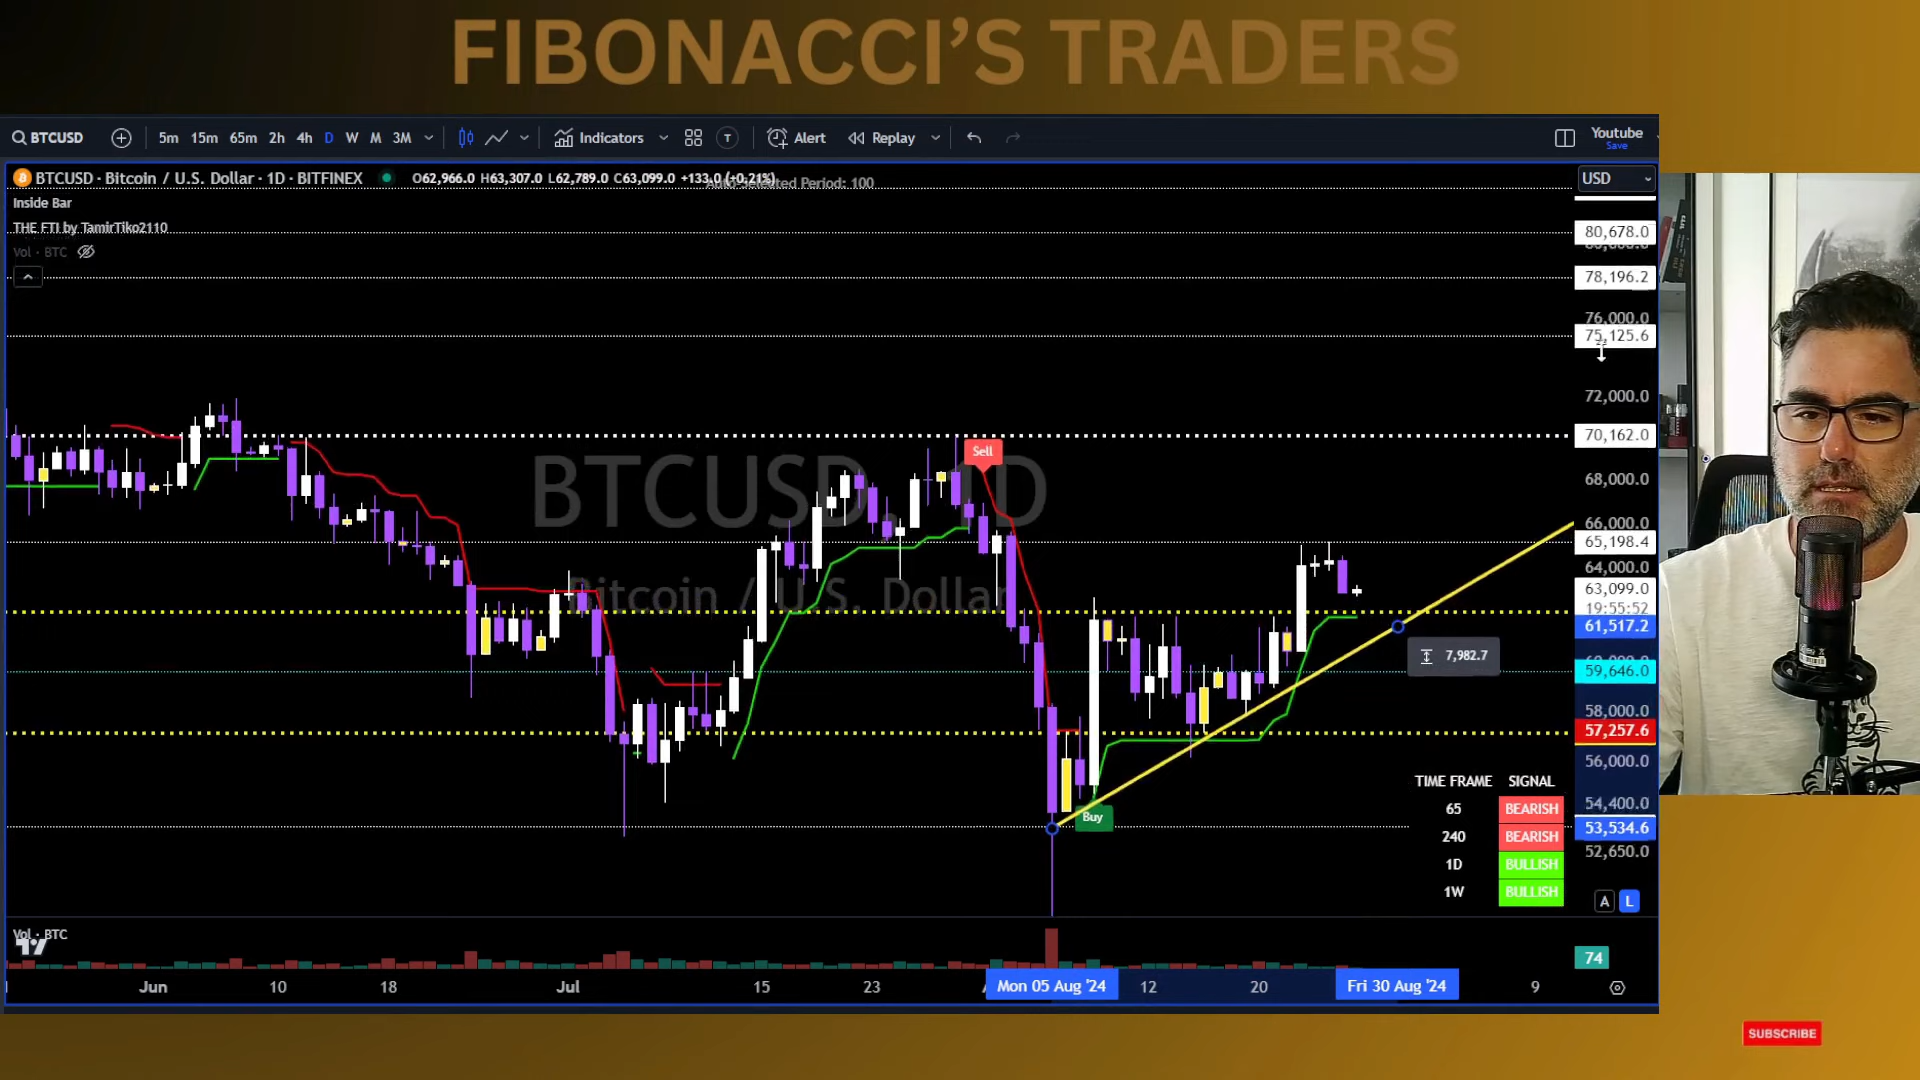 FIBONACCI'S TRADERS
BTCUSD 5m 15m 65m 2h 4h D W M 3M Indicators T Alert Replay Youtube
Save
BTCUSD · Bitcoin / U.S. Dollar · 1D · BITFINEX O62,966.0 H63,307.0 L62,789.0 C63,099.0 +133.0 (+0.21%) USD
Auto-Selected Period: 100
Inside Bar
THE FTI by TamirTiko2110
Vol · BTC
80,678.0
78,196.2
76,000.0
75,125.6
72,000.0
70,162.0
Sell
BTCUSD, 1D
68,000.0
66,000.0
65,198.4
64,000.0
Bitcoin / U.S. Dollar
63,099.0
19:55:52
61,517.2
7,982.7
59,646.0
58,000.0
57,257.6
56,000.0
TIME FRAME SIGNAL
65 BEARISH
240 BEARISH
1D BULLISH
1W BULLISH
54,400.0
Buy
53,534.6
52,650.0
A L
Vol · BTC
74
Jun 10 18 Jul 15 23 Mon 05 Aug '24 12 20 Fri 30 Aug '24 9
SUBSCRIBE